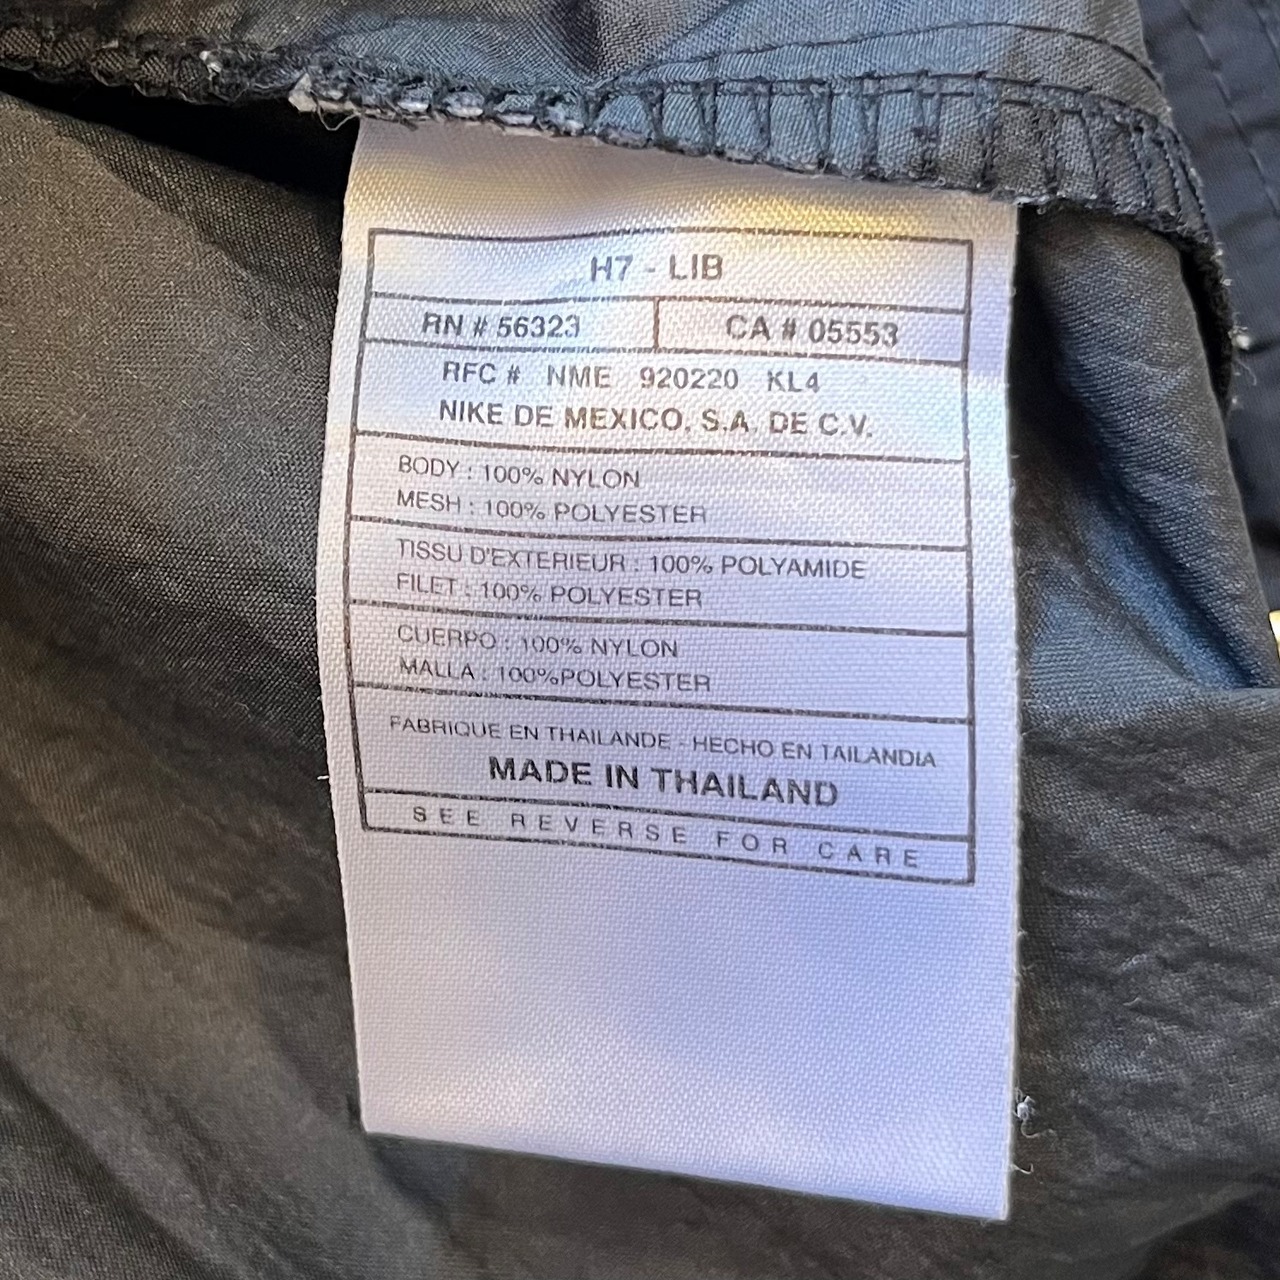 H7 - LIB
RN # 56323 CA # 05553
RFC # NME 920220 KL4
NIKE DE MEXICO, S.A. DE C.V.
BODY : 100% NYLON
MESH : 100% POLYESTER
TISSU D'EXTERIEUR : 100% POLYAMIDE
FILET : 100% POLYESTER
CUERPO : 100% NYLON
MALLA : 100%POLYESTER
FABRIQUE EN THAILANDE - HECHO EN TAILANDIA
MADE IN THAILAND
SEE REVERSE FOR CARE